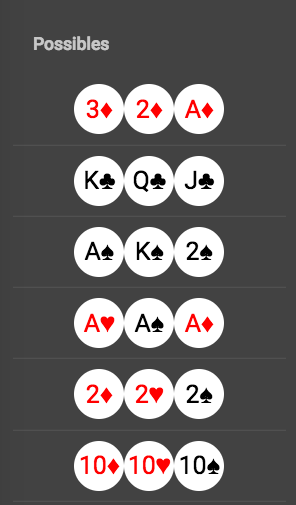 Possibles
3♦ 2♦ A♦
K♣ Q♣ J♣
A♠ K♠ 2♠
A♥ A♠ A♦
2♦ 2♥ 2♠
10♦ 10♥ 10♠